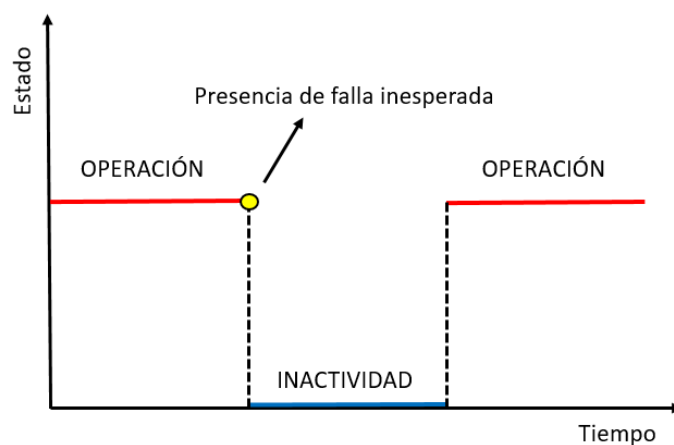 Estado
Presencia de falla inesperada
OPERACIÓN
OPERACIÓN
INACTIVIDAD
Tiempo